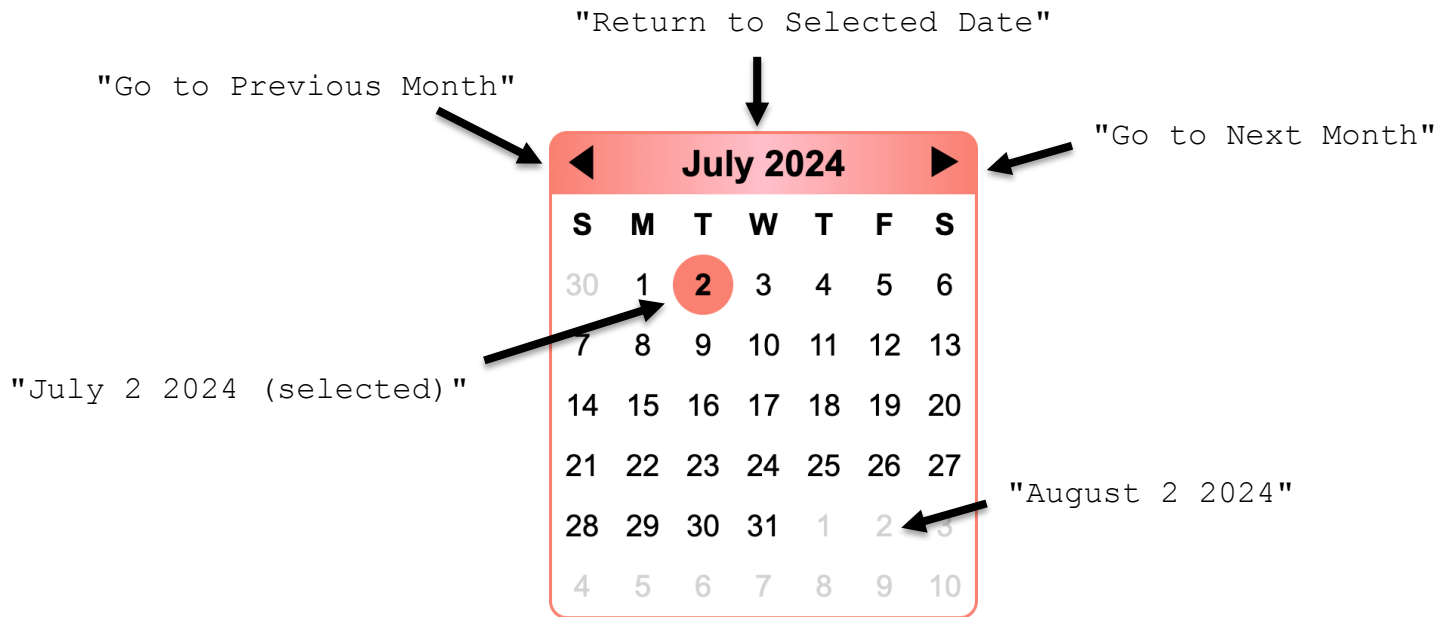 "Return to Selected Date"
"Go to Previous Month"
"Go to Next Month"
July 2024
S M T W T F S
30 1 2 3 4 5 6
7 8 9 10 11 12 13
"July 2 2024 (selected)"
14 15 16 17 18 19 20
21 22 23 24 25 26 27
"August 2 2024"
28 29 30 31 1 2 3
4 5 6 7 8 9 10